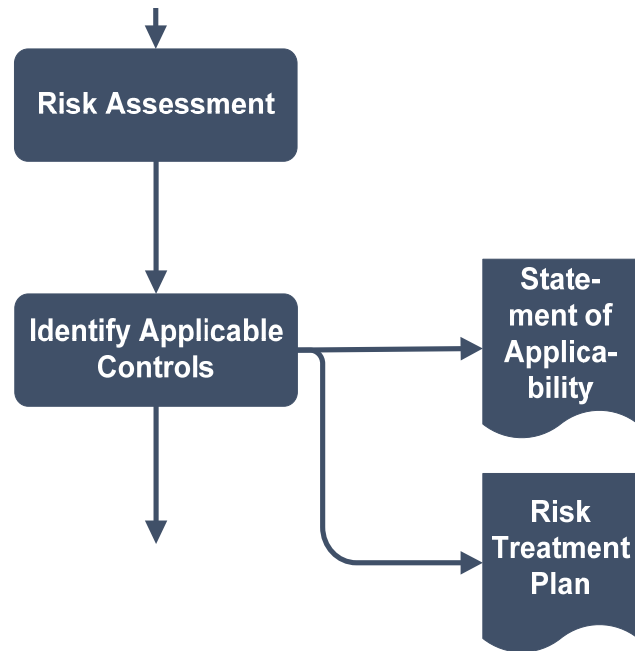 Risk Assessment
Identify Applicable
Controls
State-
ment of
Applica-
bility
Risk
Treatment
Plan